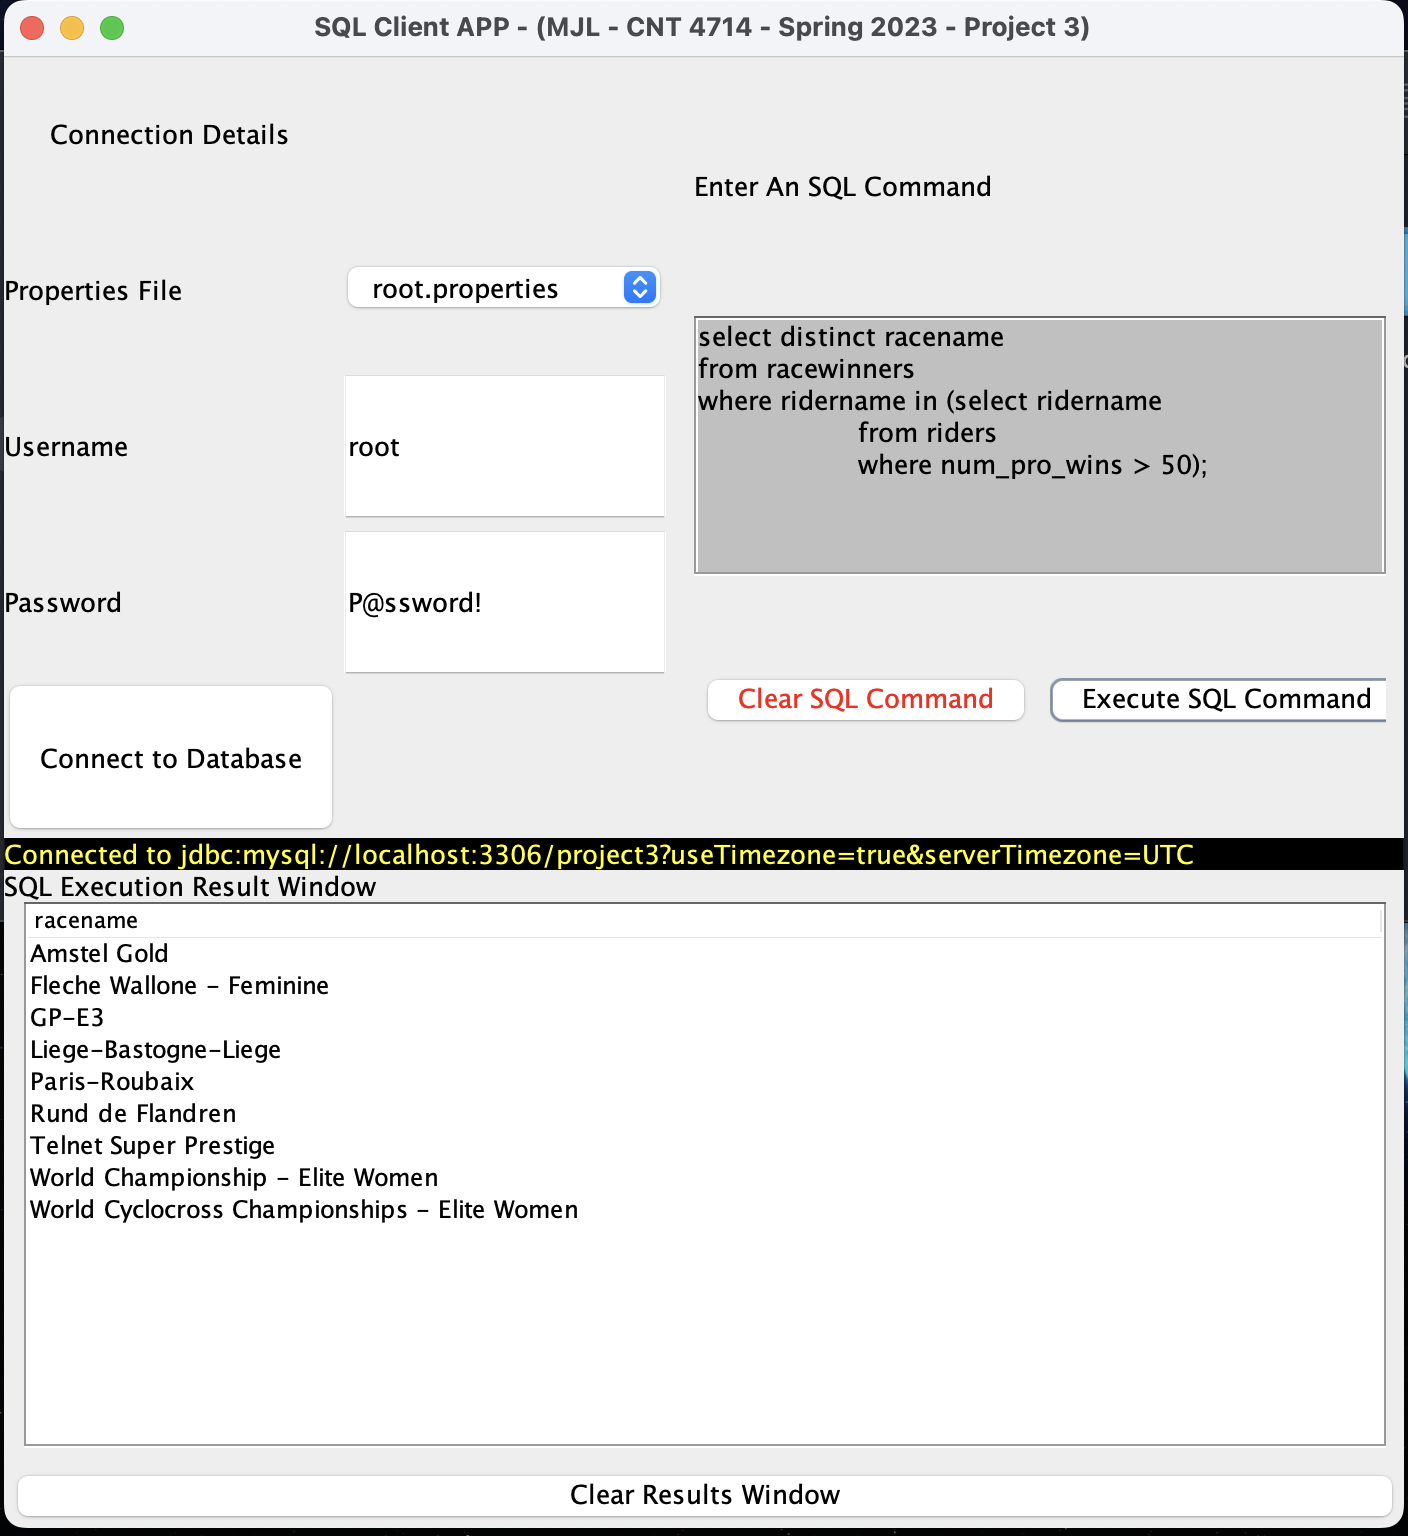 SQL Client APP - (MJL - CNT 4714 - Spring 2023 - Project 3)
Connection Details
Enter An SQL Command
Properties File
root.properties
select distinct racename
from racewinners
where ridername in (select ridername
from riders
where num_pro_wins > 50);
Username
root
Password
P@ssword!
Clear SQL Command
Execute SQL Command
Connect to Database
Connected to jdbc:mysql://localhost:3306/project3?useTimezone=true&serverTimezone=UTC
SQL Execution Result Window
racename
Amstel Gold
Fleche Wallone - Feminine
GP-E3
Liege-Bastogne-Liege
Paris-Roubaix
Rund de Flandren
Telnet Super Prestige
World Championship - Elite Women
World Cyclocross Championships - Elite Women
Clear Results Window